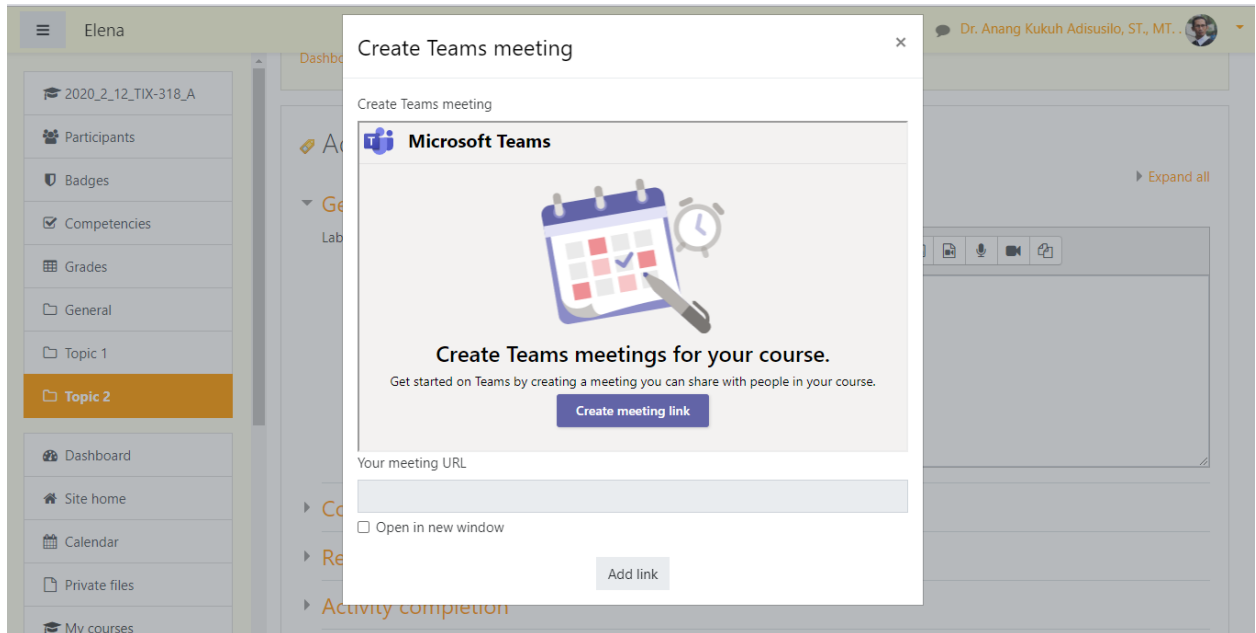 Elena
Dr. Anang Kukuh Adisusilo, ST., MT. .
2020_2_12_TIX-318_A
Participants
Badges
Competencies
Grades
General
Topic 1
Topic 2
Dashboard
Site home
Calendar
Private files
My courses
Expand all
Create Teams meeting
×
Create Teams meeting
Microsoft Teams
Create Teams meetings for your course.
Get started on Teams by creating a meeting you can share with people in your course.
Create meeting link
Your meeting URL
Open in new window
Add link
Activity completion